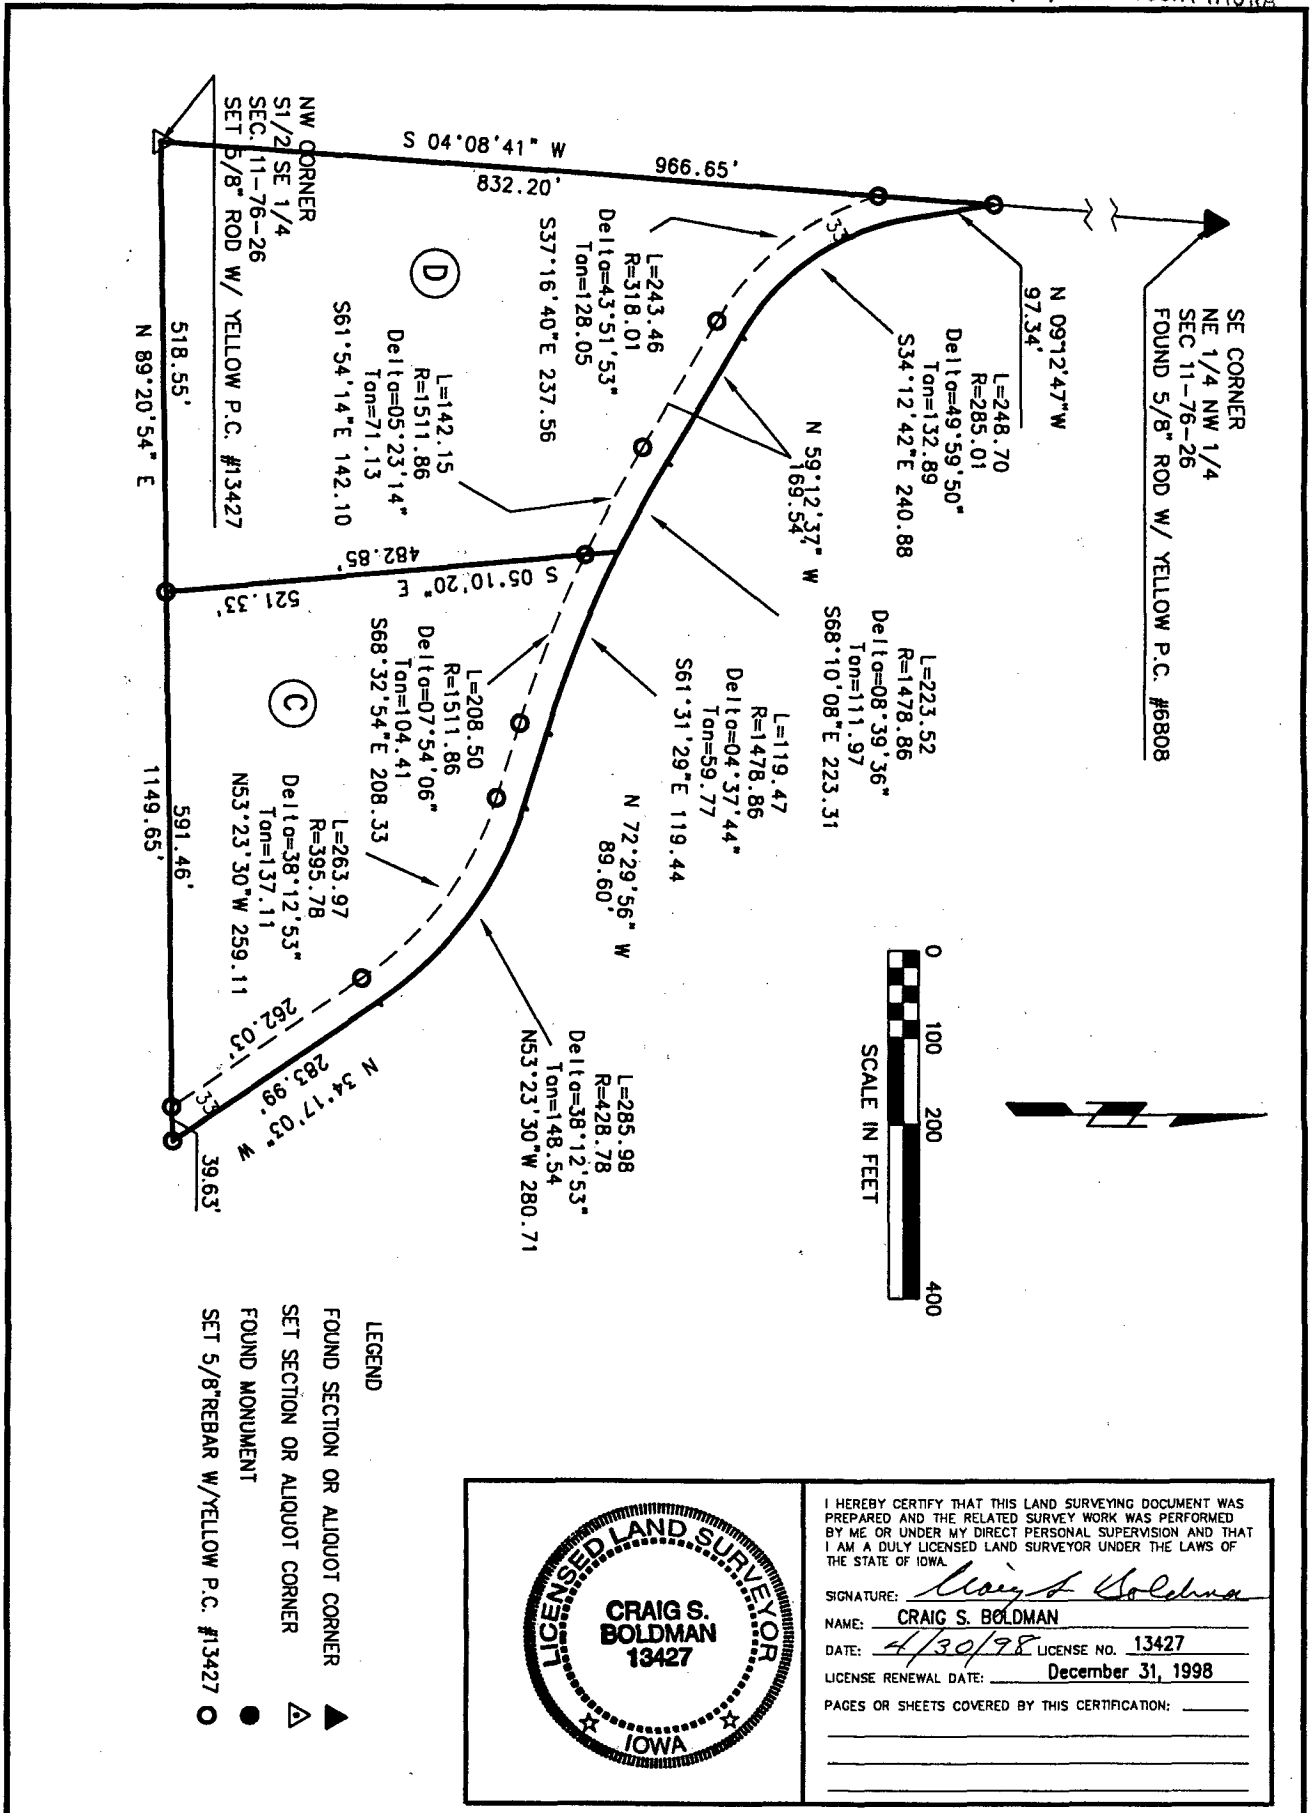 SE CORNER
NE 1/4 NW 1/4
SEC 11-76-26
FOUND 5/8" ROD W/ YELLOW P.C. #6808
N 09°12'47"W
97.34'
L=248.70
R=285.01
Delta=49°59'50"
Tan=132.89
S34°12'42"E 240.88
N 59°12'37" W
169.54'
L=223.52
R=1478.86
Delta=08°39'36"
Tan=111.97
S68°10'08"E 223.31
L=119.47
R=1478.86
Delta=04°37'44"
Tan=59.77
S61°31'29"E 119.44
N 72°29'56" W
89.60'
L=285.98
R=428.78
Delta=38°12'53"
Tan=148.54
N53°23'30"W 280.71
0 100 200 400
SCALE IN FEET
S 04°08'41" W
966.65'
832.20'
33'
L=243.46
R=318.01
Delta=43°51'53"
Tan=128.05
S37°16'40"E 237.56
D
L=142.15
R=1511.86
Delta=05°23'14"
Tan=71.13
S61°54'14"E 142.10
S 05°10'20" E
482.85'
521.33'
L=208.50
R=1511.86
Delta=07°54'06"
Tan=104.41
S68°32'54"E 208.33
C
L=263.97
R=395.78
Delta=38°12'53"
Tan=137.11
N53°23'30"W 259.11
262.03'
283.99'
N 34°17'03" W
33'
39.63'
NW CORNER
S1/2 SE 1/4
SEC. 11-76-26
SET 5/8" ROD W/ YELLOW P.C. #13427
518.55'
N 89°20'54" E
591.46'
1149.65'
LEGEND
FOUND SECTION OR ALIQUOT CORNER
SET SECTION OR ALIQUOT CORNER
FOUND MONUMENT
SET 5/8"REBAR W/YELLOW P.C. #13427
LICENSED LAND SURVEYOR
CRAIG S.
BOLDMAN
13427
IOWA
I HEREBY CERTIFY THAT THIS LAND SURVEYING DOCUMENT WAS
PREPARED AND THE RELATED SURVEY WORK WAS PERFORMED
BY ME OR UNDER MY DIRECT PERSONAL SUPERVISION AND THAT
I AM A DULY LICENSED LAND SURVEYOR UNDER THE LAWS OF
THE STATE OF IOWA.
SIGNATURE: Craig S Boldman
NAME: CRAIG S. BOLDMAN
DATE: 4/30/98 LICENSE NO. 13427
LICENSE RENEWAL DATE: December 31, 1998
PAGES OR SHEETS COVERED BY THIS CERTIFICATION: